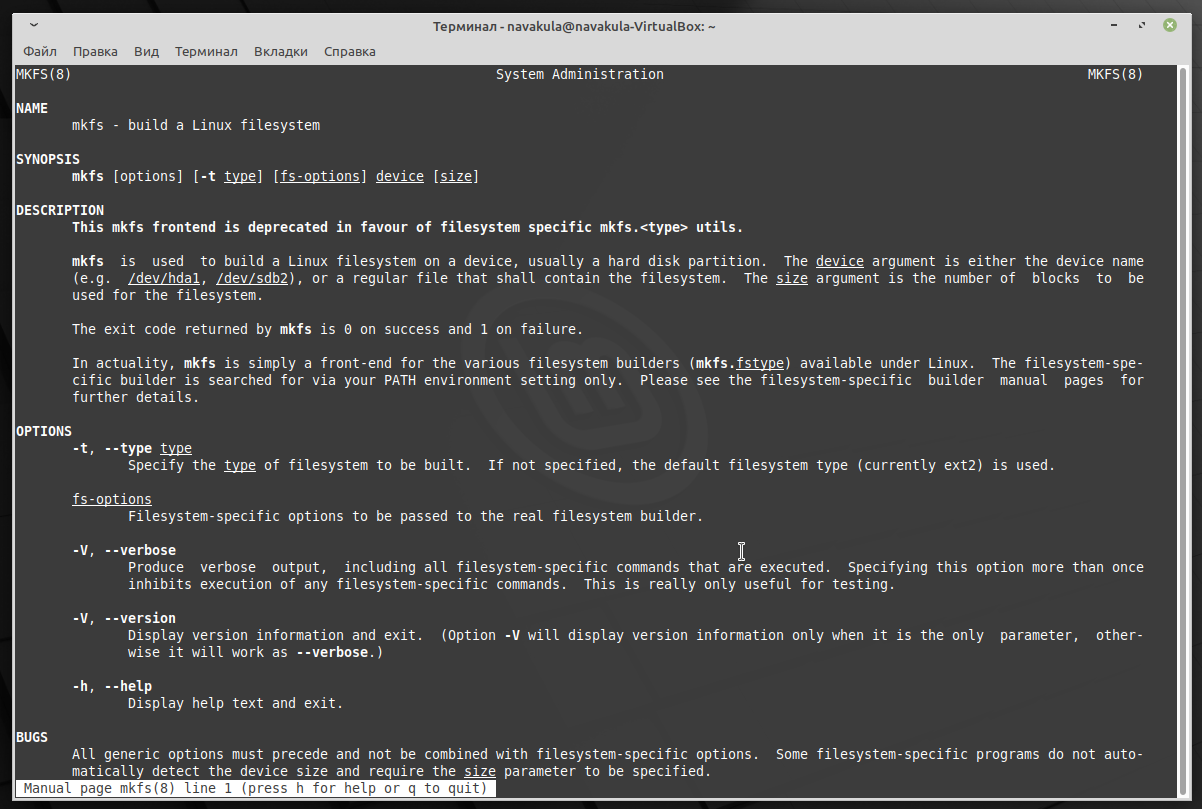 Терминал - navakula@navakula-VirtualBox: ~
Файл Правка Вид Терминал Вкладки Справка
MKFS(8) System Administration MKFS(8)
NAME
mkfs - build a Linux filesystem
SYNOPSIS
mkfs [options] [-t type] [fs-options] device [size]
DESCRIPTION
This mkfs frontend is deprecated in favour of filesystem specific mkfs.<type> utils.
mkfs is used to build a Linux filesystem on a device, usually a hard disk partition. The device argument is either the device name
(e.g. /dev/hda1, /dev/sdb2), or a regular file that shall contain the filesystem. The size argument is the number of blocks to be
used for the filesystem.
The exit code returned by mkfs is 0 on success and 1 on failure.
In actuality, mkfs is simply a front-end for the various filesystem builders (mkfs.fstype) available under Linux. The filesystem-spe-
cific builder is searched for via your PATH environment setting only. Please see the filesystem-specific builder manual pages for
further details.
OPTIONS
-t, --type type
Specify the type of filesystem to be built. If not specified, the default filesystem type (currently ext2) is used.
fs-options
Filesystem-specific options to be passed to the real filesystem builder.
-V, --verbose
Produce verbose output, including all filesystem-specific commands that are executed. Specifying this option more than once
inhibits execution of any filesystem-specific commands. This is really only useful for testing.
-V, --version
Display version information and exit. (Option -V will display version information only when it is the only parameter, other-
wise it will work as --verbose.)
-h, --help
Display help text and exit.
BUGS
All generic options must precede and not be combined with filesystem-specific options. Some filesystem-specific programs do not auto-
matically detect the device size and require the size parameter to be specified.
Manual page mkfs(8) line 1 (press h for help or q to quit)